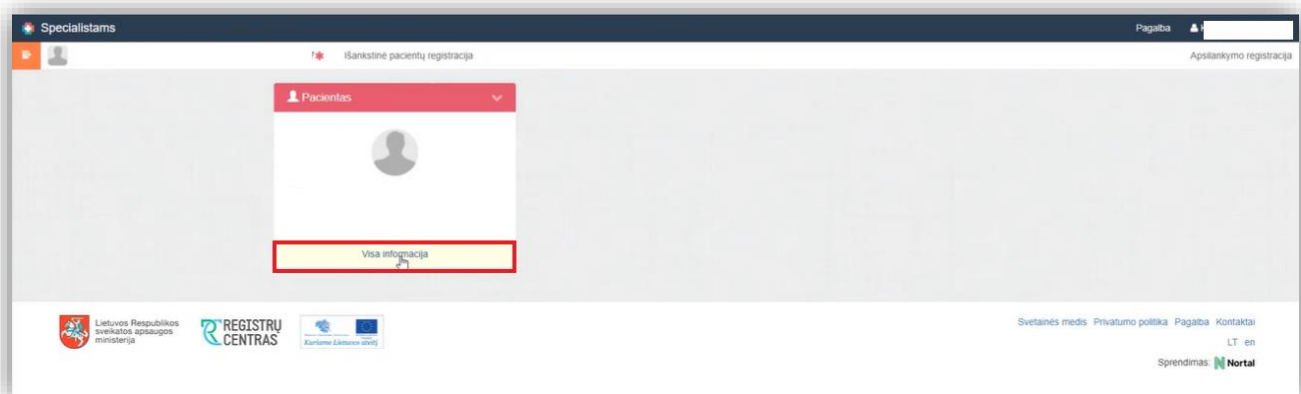 Specialistams
Pagalba
Išankstinė pacientų registracija
Apsilankymo registracija
Pacientas
Visa informacija
Lietuvos Respublikos
sveikatos apsaugos
ministerija
REGISTRŲ
CENTRAS
Kuriame Lietuvos ateitį
Svetainės medis Privatumo politika Pagalba Kontaktai
LT en
Sprendimas: Nortal